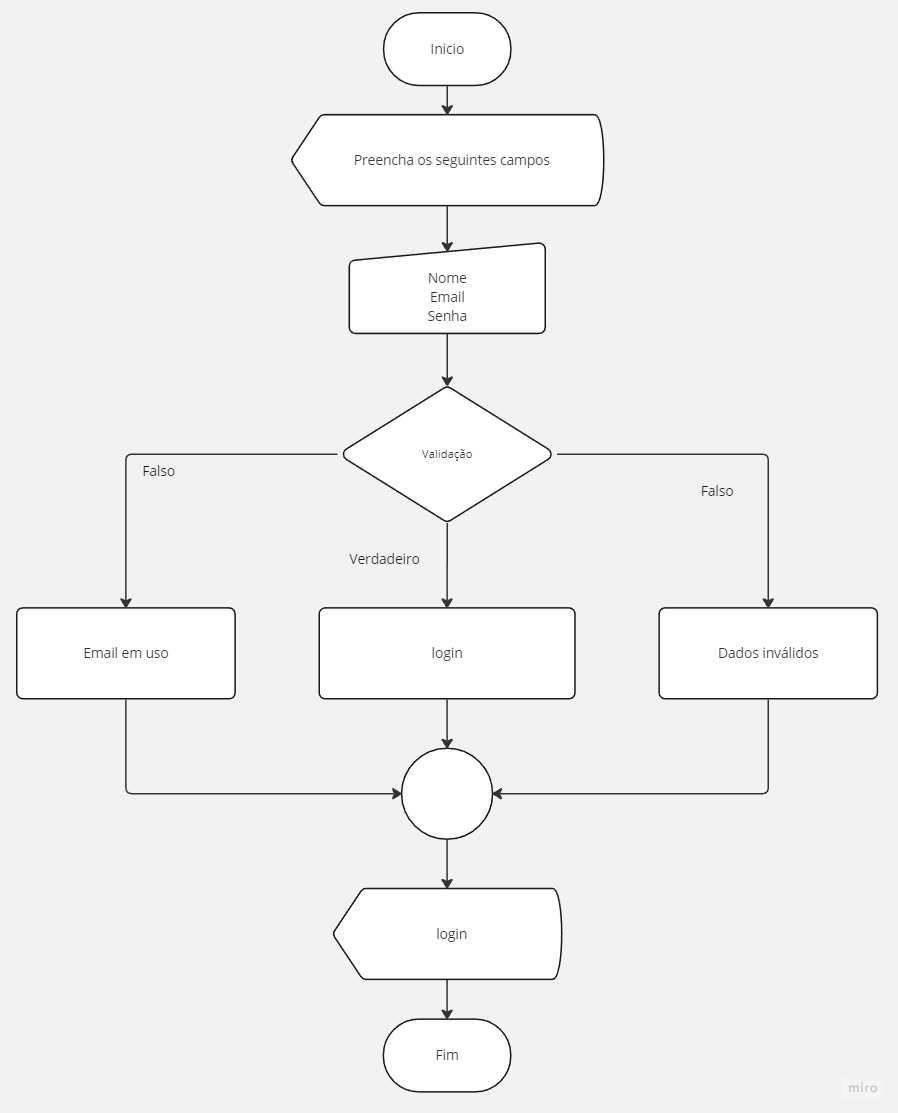 Inicio
Preencha os seguintes campos
Nome
Email
Senha
Validação
Falso
Falso
Verdadeiro
Email em uso
login
Dados inválidos
login
Fim
miro